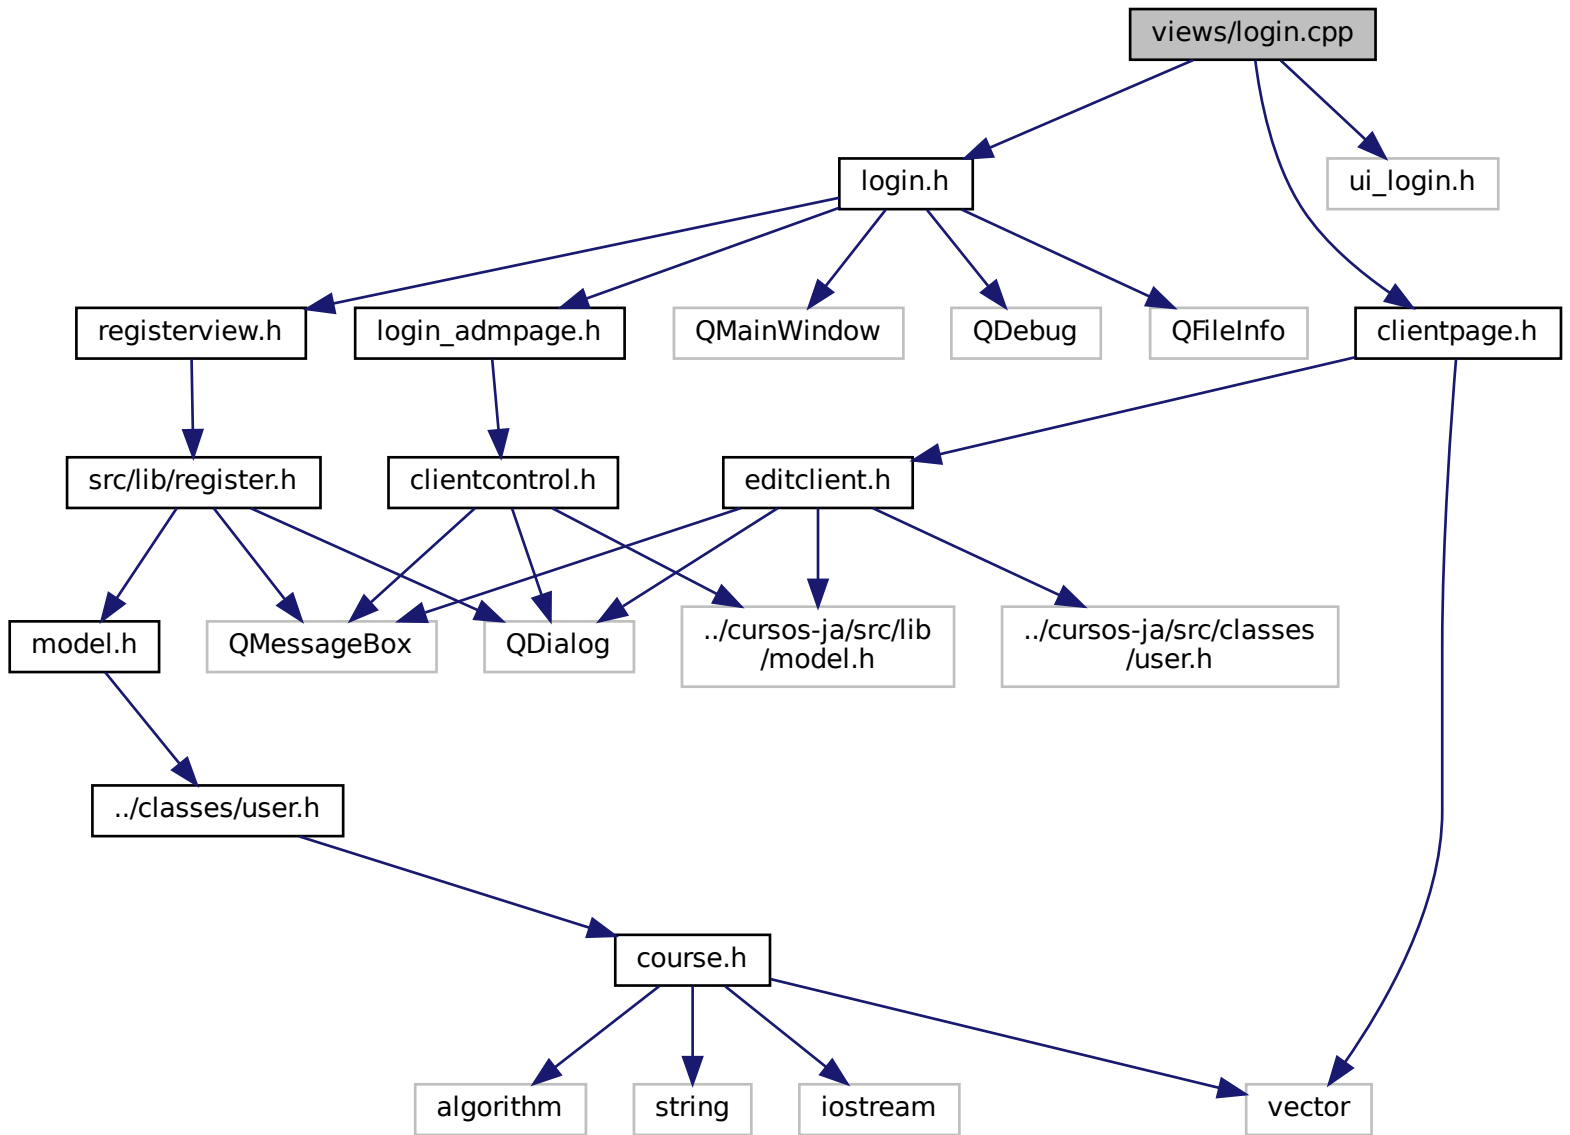 views/login.cpp
login.h
ui_login.h
registerview.h
login_admpage.h
QMainWindow
QDebug
QFileInfo
clientpage.h
src/lib/register.h
clientcontrol.h
editclient.h
model.h
QMessageBox
QDialog
../cursos-ja/src/lib
/model.h
../cursos-ja/src/classes
/user.h
../classes/user.h
course.h
algorithm
string
iostream
vector